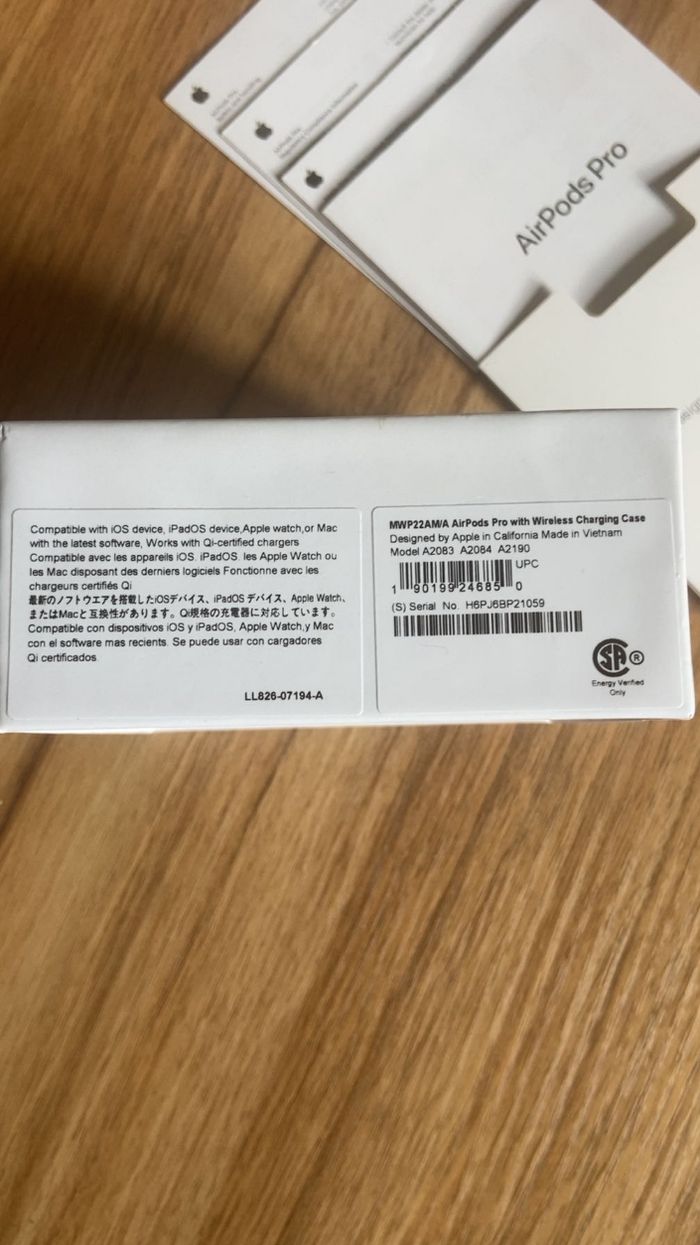 AirPods Pro
Compatible with iOS device, iPadOS device,Apple watch,or Mac
with the latest software, Works with Qi-certified chargers
Compatible avec les appareils iOS. iPadOS. les Apple Watch ou
les Mac disposant des derniers logiciels Fonctionne avec les
chargeurs certifiés Qi
最新のソフトウエアを搭載したiOSデバイス、iPadOS デバイス、Apple Watch、
またはMacと互換性があります。Qi規格の充電器に対応しています。
Compatible con dispositivos iOS y iPadOS, Apple Watch,y Mac
con el software mas recients. Se puede usar con cargadores
Qi certificados
LL826-07194-A
MWP22AM/A AirPods Pro with Wireless Charging Case
Designed by Apple in California Made in Vietnam
Model A2083 A2084 A2190
UPC
1 90199 24685 0
(S) Serial No. H6PJ6BP21059
SA ®
Energy Verified
Only